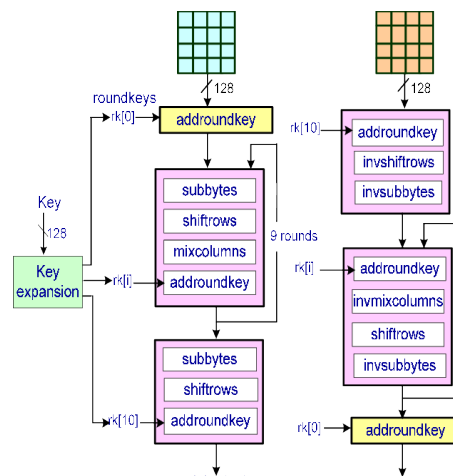 128
128
roundkeys
rk[0]
addroundkey
rk[10]
addroundkey
invshiftrows
invsubbytes
subbytes
shiftrows
mixcolumns
addroundkey
9 rounds
Key
128
Key
expansion
rk[i]
rk[i]
addroundkey
invmixcolumns
shiftrows
invsubbytes
subbytes
shiftrows
addroundkey
rk[10]
rk[0]
addroundkey